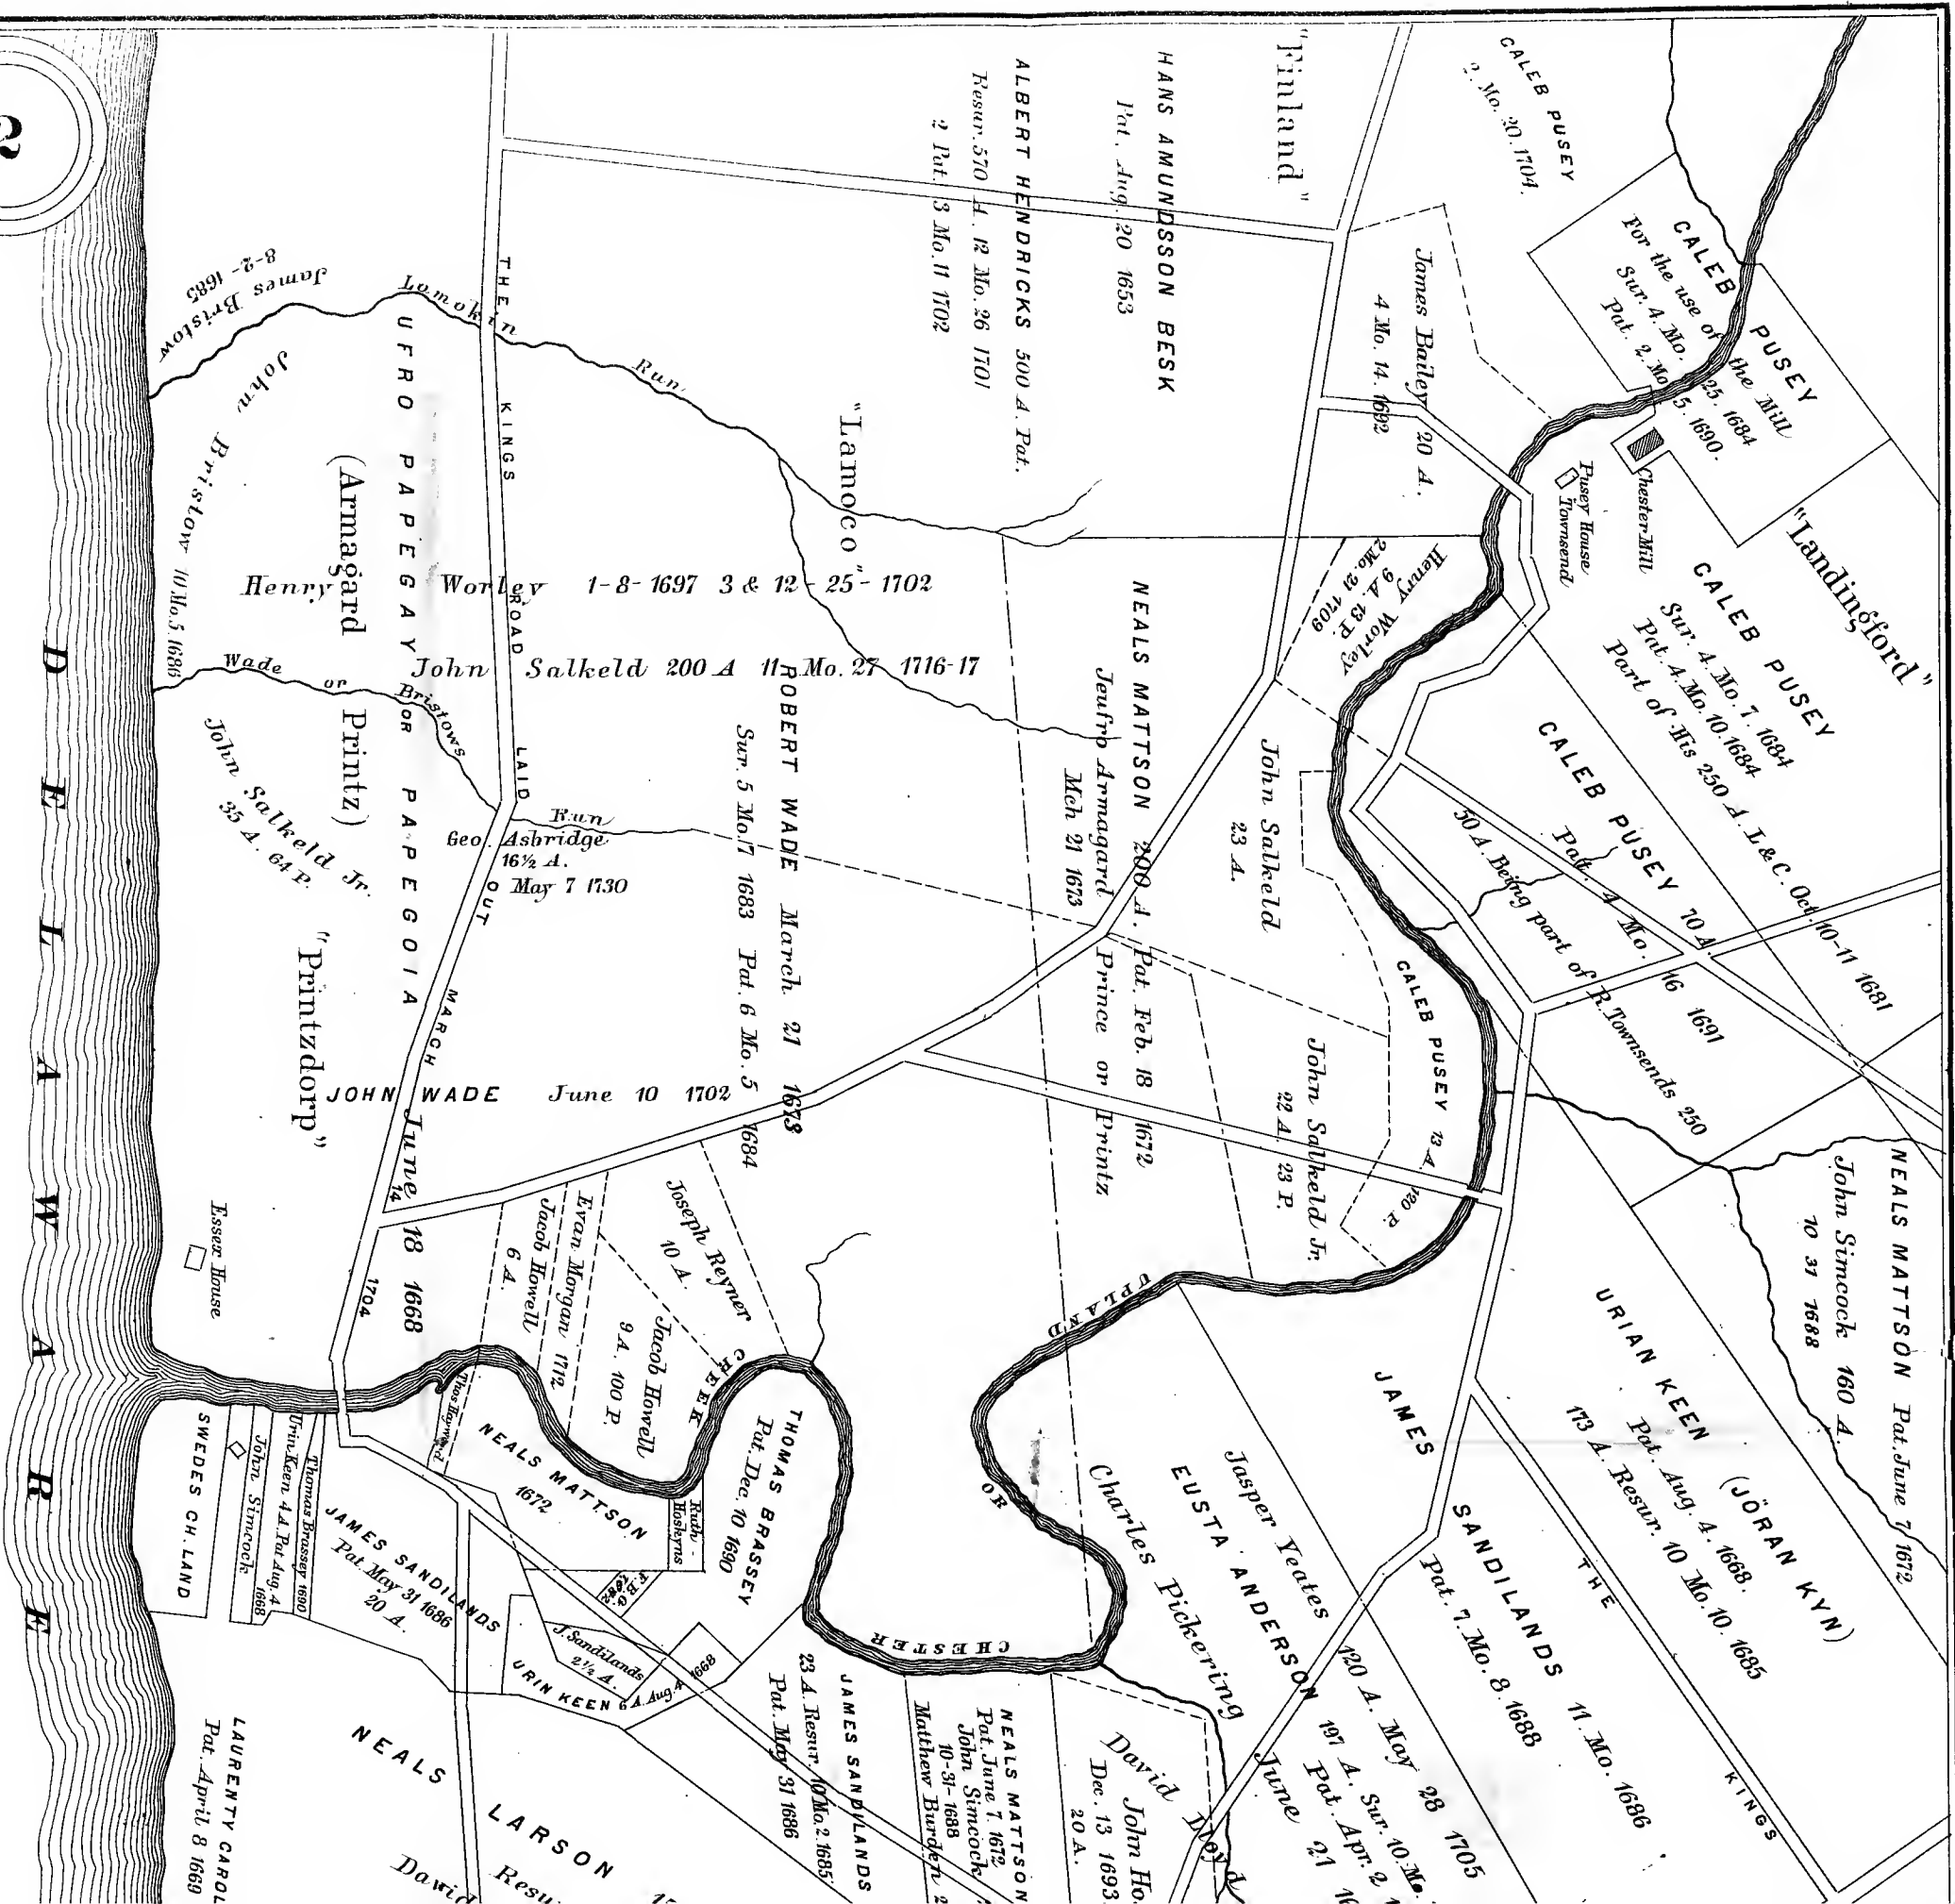 2
DELAWARE
"Finland"
HANS AMUNDSSON BESK
Pat. Aug. 20 1653
ALBERT HENDRICKS 500 A. Pat.
Resur. 570 A. 12 Mo. 26 1701
2 Pat. 3 Mo. 11 1702
CALEB PUSEY
2. Mo. 20. 1704.
CALEB PUSEY
For the use of the Mill
Sur. 4. Mo. 25. 1684
Pat. 2. Mo. 5. 1690.
James Bailey 20 A.
4 Mo. 14. 1692
Chester Mill
Pusey House
Townsend
"Landingford"
CALEB PUSEY
Sur. 4. Mo. 7. 1684
Pat. 4. Mo. 10. 1684
Part of His 250 A. L & C. Oct. 10-11 1681
CALEB PUSEY 70 A.
Pat. 4 Mo. 16 1691
50 A. Being part of R. Townsends 250
Henry Worley
9 A. 13 P.
2 Mo. 21 1709
John Salkeld
23 A.
CALEB PUSEY 13 A.
120 P.
John Salkeld Jr.
22 A. 23 P.
NEALS MATTSON 200 A. Pat. Feb. 18 1672
Jeufro Armagard Prince or Printz
Mch 21 1673
"Lamoco"
Lomokin Run
THE KINGS ROAD LAID OUT MARCH 14 1704
James Bristow
8-2-1685
John Bristow 10 Mo. 5 1686
UFRO PAPEGAY OR PAPEGOIA
(Armagard Printz)
Henry Worley 1-8-1697 3 & 12-25-1702
John Salkeld 200 A 11 Mo. 27 1716-17
Wade or Bristows Run
John Salkeld Jr.
35 A. 64 P.
Geo. Asbridge
16½ A.
May 7 1730
ROBERT WADE March 21 1673
Sur. 5 Mo. 17 1683 Pat. 6 Mo. 5 1684
"Printzdorp"
JOHN WADE June 10 1702
June 18 1668
Essex House
Joseph Reyner
10 A.
Evan Morgan 1712
Jacob Howell
6 A.
Jacob Howell
9 A. 100 P.
UPLAND OR CHESTER CREEK
NEALS MATTSON
1672
Ruth Hoskyns
THOMAS BRASSEY
Pat. Dec. 10 1690
F.B.G.
1682
SWEDES CH. LAND
John Simcock
Urin Keen 4 A. Pat. Aug. 4 1668
Thomas Brassey 1690
JAMES SANDILANDS
Pat. May 31 1686
20 A.
J. Sandilands
2½ A.
URIN KEEN 6 A. Aug. 4 1668
JAMES SANDILANDS
23 A. Resur. 10 Mo. 2. 1685
Pat. May 31 1686
NEALS MATTSON
Pat. June 7. 1672
John Simcock
10-31-1688
Matthew Burden
David Lloyd
John Ho
Dec. 13 1693
20 A.
Charles Pickering
EUSTA ANDERSON
197 A. Sur. 10. Mo.
Pat. Apr. 2
June 21
Jasper Yeates 120 A. May 28 1705
JAMES SANDILANDS 11. Mo. 1686
Pat. 7. Mo. 8. 1688
THE KINGS
URIAN KEEN (JÖRAN KYN)
Pat. Aug. 4. 1668.
173 A. Resur. 10 Mo. 10. 1685
NEALS MATTSON Pat. June 7/1672
John Simcock 160 A.
10 31 1688
NEALS LARSON
David Resu
LAURENTY CAROL
Pat. April 8 1669